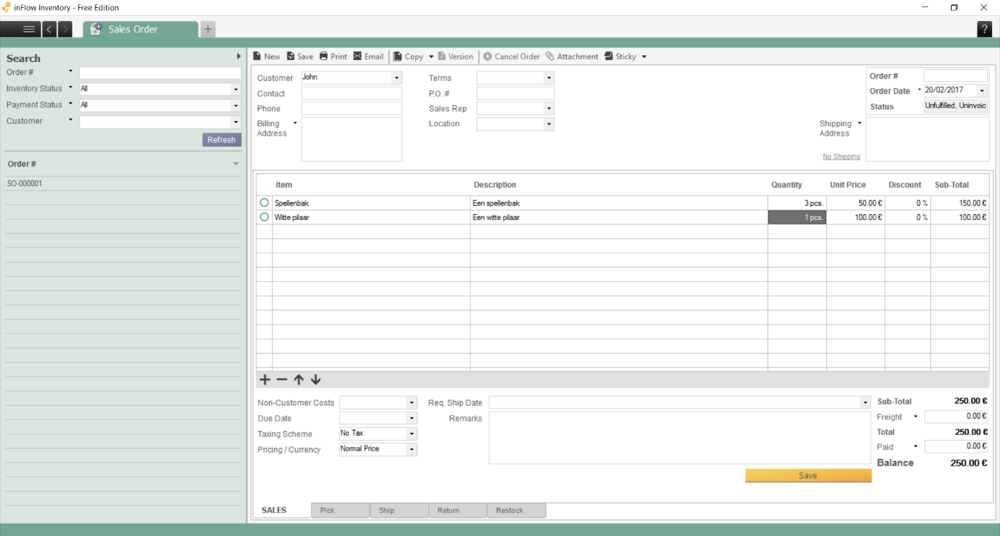 inFlow Inventory - Free Edition
Sales Order
+
?
Search
Order #
Inventory Status All
Payment Status All
Customer
Refresh
Order #
SO-000001
New Save Print Email Copy Version Cancel Order Attachment Sticky
Customer John
Contact
Phone
Billing
Address
Terms
P.O. #
Sales Rep
Location
Order #
Order Date 20/02/2017
Status Unfulfilled, Uninvoic
Shipping
Address
No Shipping
Item Description Quantity Unit Price Discount Sub-Total
Spellenbak Een spellenbak 3 pcs. 50.00 € 0 % 150.00 €
Witte pilaar Een witte pilaar 1 pcs. 100.00 € 0 % 100.00 €
Non-Customer Costs
Due Date
Taxing Scheme No Tax
Pricing / Currency Normal Price
Req. Ship Date
Remarks
Sub-Total 250.00 €
Freight 0.00 €
Total 250.00 €
Paid 0.00 €
Balance 250.00 €
Save
SALES Pick Ship Return Restock